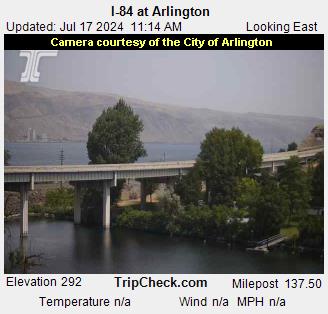 I-84 at Arlington
Updated: Jul 17 2024 11:14 AM Looking East
Camera courtesy of the City of Arlington
Elevation 292 TripCheck.com Milepost 137.50
Temperature n/a Wind n/a MPH n/a